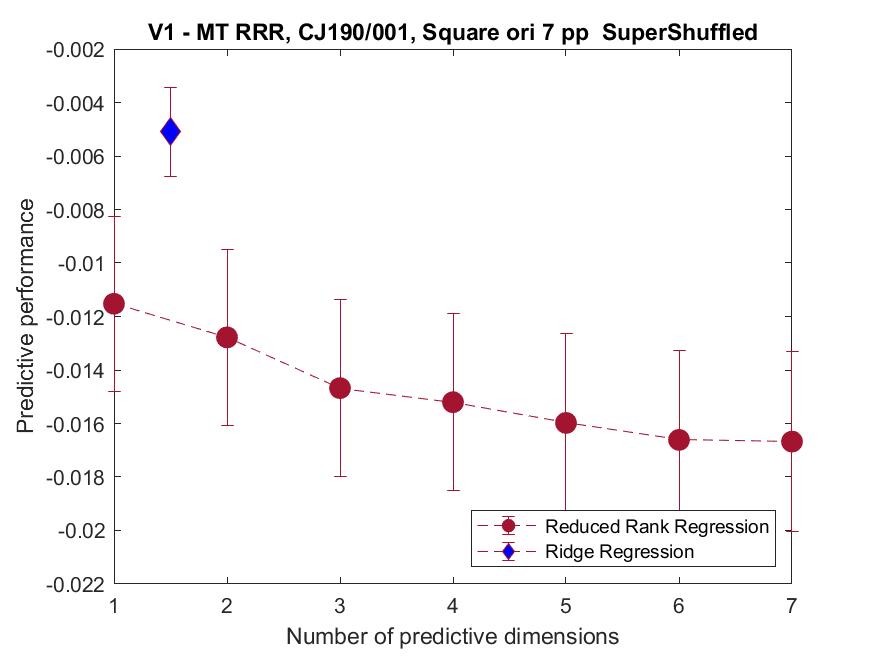 V1 - MT RRR, CJ190/001, Square ori 7 pp  SuperShuffled
Predictive performance
-0.002
-0.004
-0.006
-0.008
-0.01
-0.012
-0.014
-0.016
-0.018
-0.02
-0.022
Reduced Rank Regression
Ridge Regression
1 2 3 4 5 6 7
Number of predictive dimensions